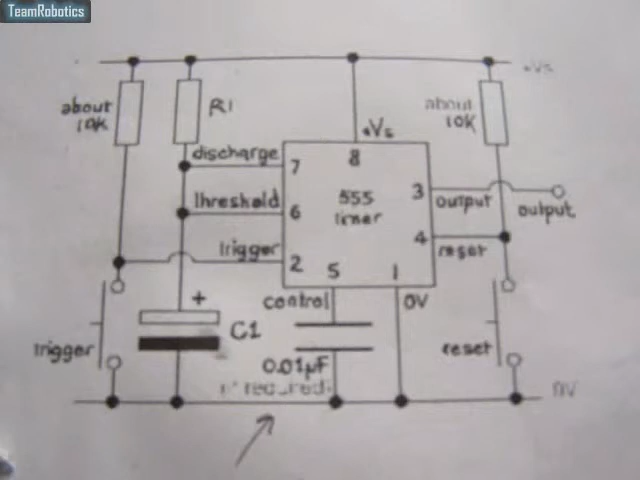 TeamRobotics
+Vs
about
10K
R1
about
10K
+Vs
discharge
7
8
threshold
6
555
timer
3
output
output
trigger
2
4
reset
5
1
control
0V
+
C1
trigger
reset
0.01µF
if required
0V